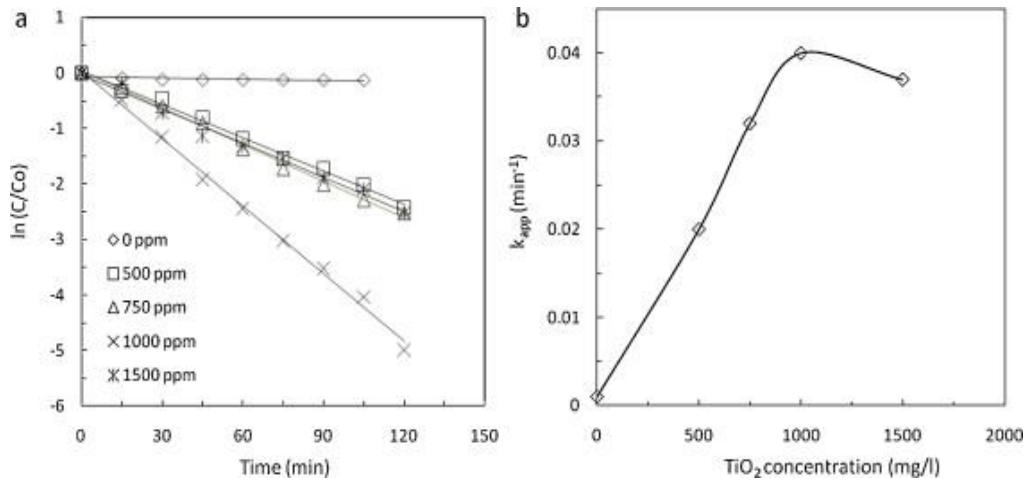 a
1
0
-1
-2
-3
-4
-5
-6
ln (C/Co)
0 ppm
500 ppm
750 ppm
1000 ppm
1500 ppm
0 30 60 90 120 150
Time (min)
b
0.04
0.03
0.02
0.01
0
k_app (min⁻¹)
0 500 1000 1500 2000
TiO₂ concentration (mg/l)